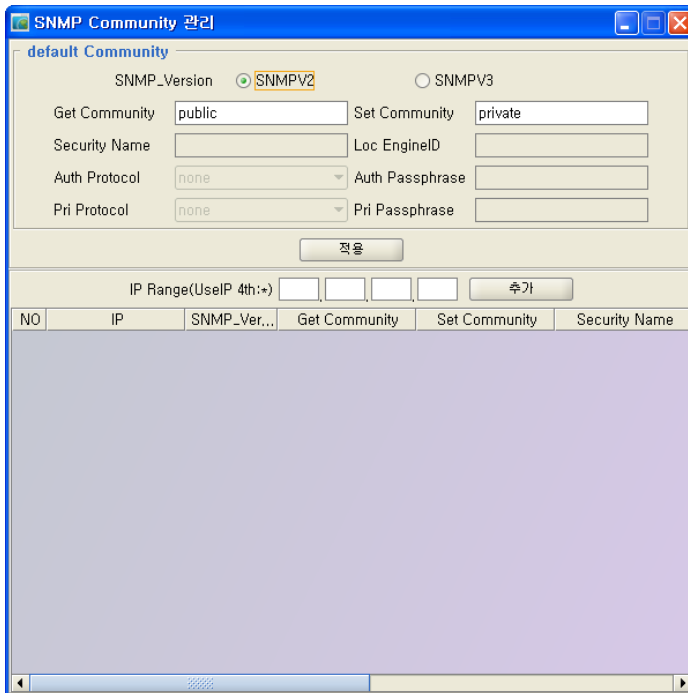 SNMP Community 관리
default Community
SNMP_Version SNMPV2 SNMPV3
Get Community public Set Community private
Security Name Loc EngineID
Auth Protocol none Auth Passphrase
Pri Protocol none Pri Passphrase
적용
IP Range(UseIP 4th:*) . . . 추가
NO IP SNMP_Ver... Get Community Set Community Security Name